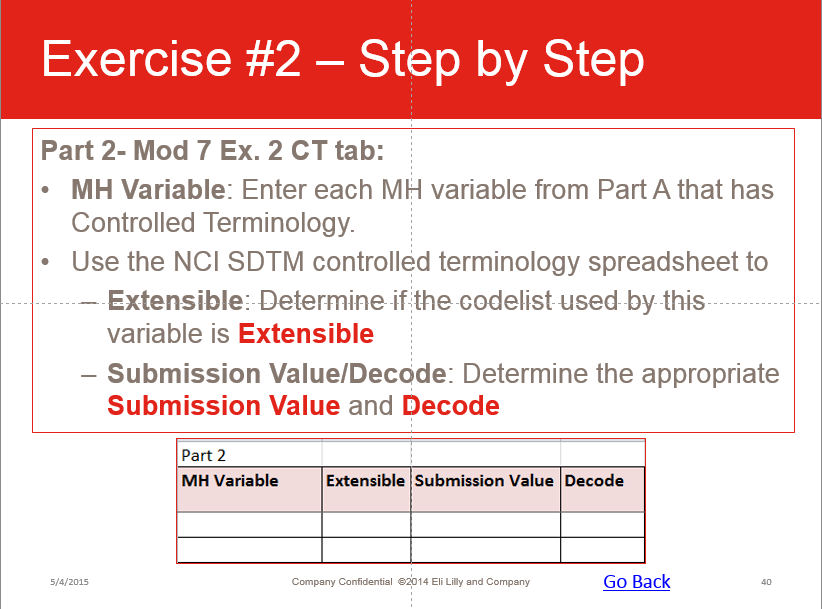 Exercise #2 – Step by Step
Part 2- Mod 7 Ex. 2 CT tab:
• MH Variable: Enter each MH variable from Part A that has
Controlled Terminology.
• Use the NCI SDTM controlled terminology spreadsheet to
– Extensible: Determine if the codelist used by this
variable is Extensible
– Submission Value/Decode: Determine the appropriate
Submission Value and Decode
Part 2
MH Variable Extensible Submission Value Decode
5/4/2015 Company Confidential ©2014 Eli Lilly and Company Go Back 40